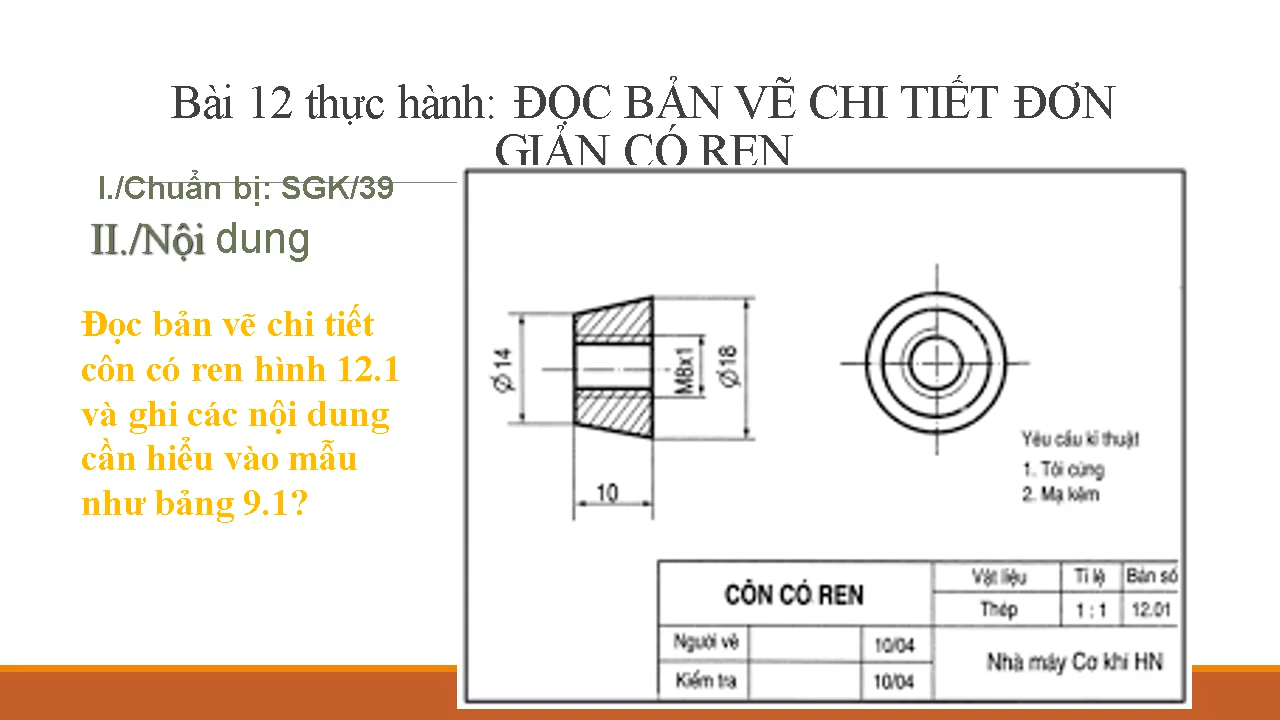 Bài 12 thực hành: ĐỌC BẢN VẼ CHI TIẾT ĐƠN
GIẢN CÓ REN
I./Chuẩn bị: SGK/39
II./Nội dung
Đọc bản vẽ chi tiết
côn có ren hình 12.1
và ghi các nội dung
cần hiểu vào mẫu
như bảng 9.1?
Ø14
M8x1
Ø18
10
Yêu cầu kĩ thuật
1. Tôi cứng
2. Mạ kẽm
CÔN CÓ REN
Vật liệu
Tỉ lệ
Bản số
Thép
1 : 1
12.01
Người vẽ
10/04
Kiểm tra
10/04
Nhà máy Cơ khí HN